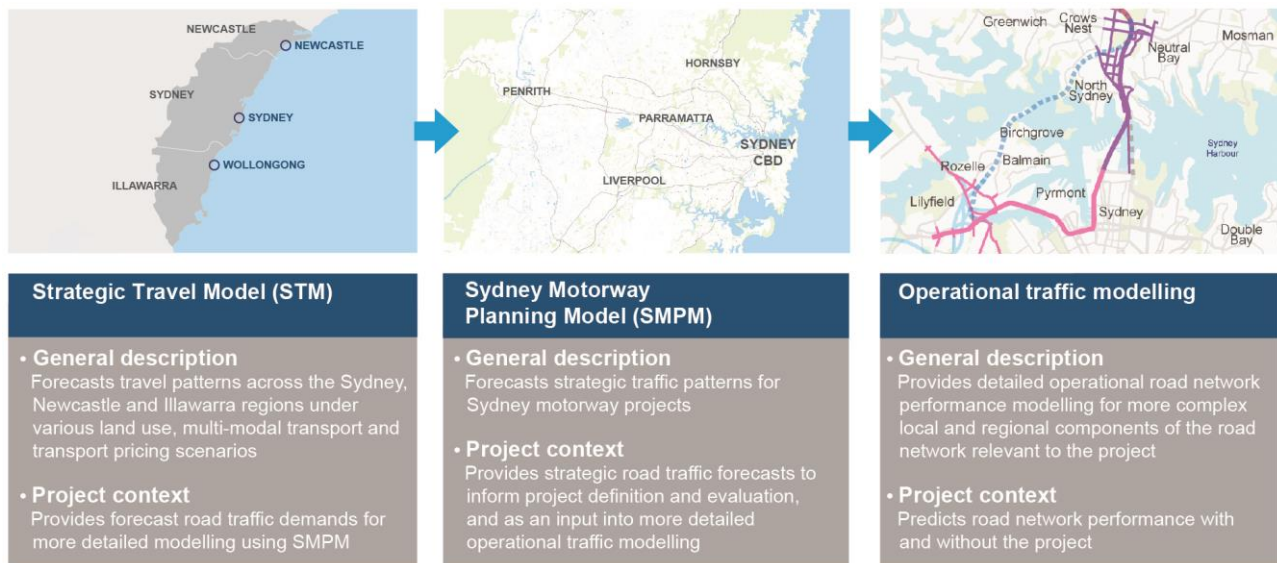 NEWCASTLE
NEWCASTLE
SYDNEY
SYDNEY
WOLLONGONG
ILLAWARRA
HORNSBY
PENRITH
PARRAMATTA
SYDNEY
CBD
LIVERPOOL
Greenwich
Crows
Nest
Mosman
Neutral
Bay
North
Sydney
Birchgrove
Sydney
Harbour
Rozelle
Balmain
Pyrmont
Lilyfield
Sydney
Double
Bay
Strategic Travel Model (STM)
• General description
Forecasts travel patterns across the Sydney,
Newcastle and Illawarra regions under
various land use, multi-modal transport and
transport pricing scenarios
• Project context
Provides forecast road traffic demands for
more detailed modelling using SMPM
Sydney Motorway
Planning Model (SMPM)
• General description
Forecasts strategic traffic patterns for
Sydney motorway projects
• Project context
Provides strategic road traffic forecasts to
inform project definition and evaluation,
and as an input into more detailed
operational traffic modelling
Operational traffic modelling
• General description
Provides detailed operational road network
performance modelling for more complex
local and regional components of the road
network relevant to the project
• Project context
Predicts road network performance with
and without the project